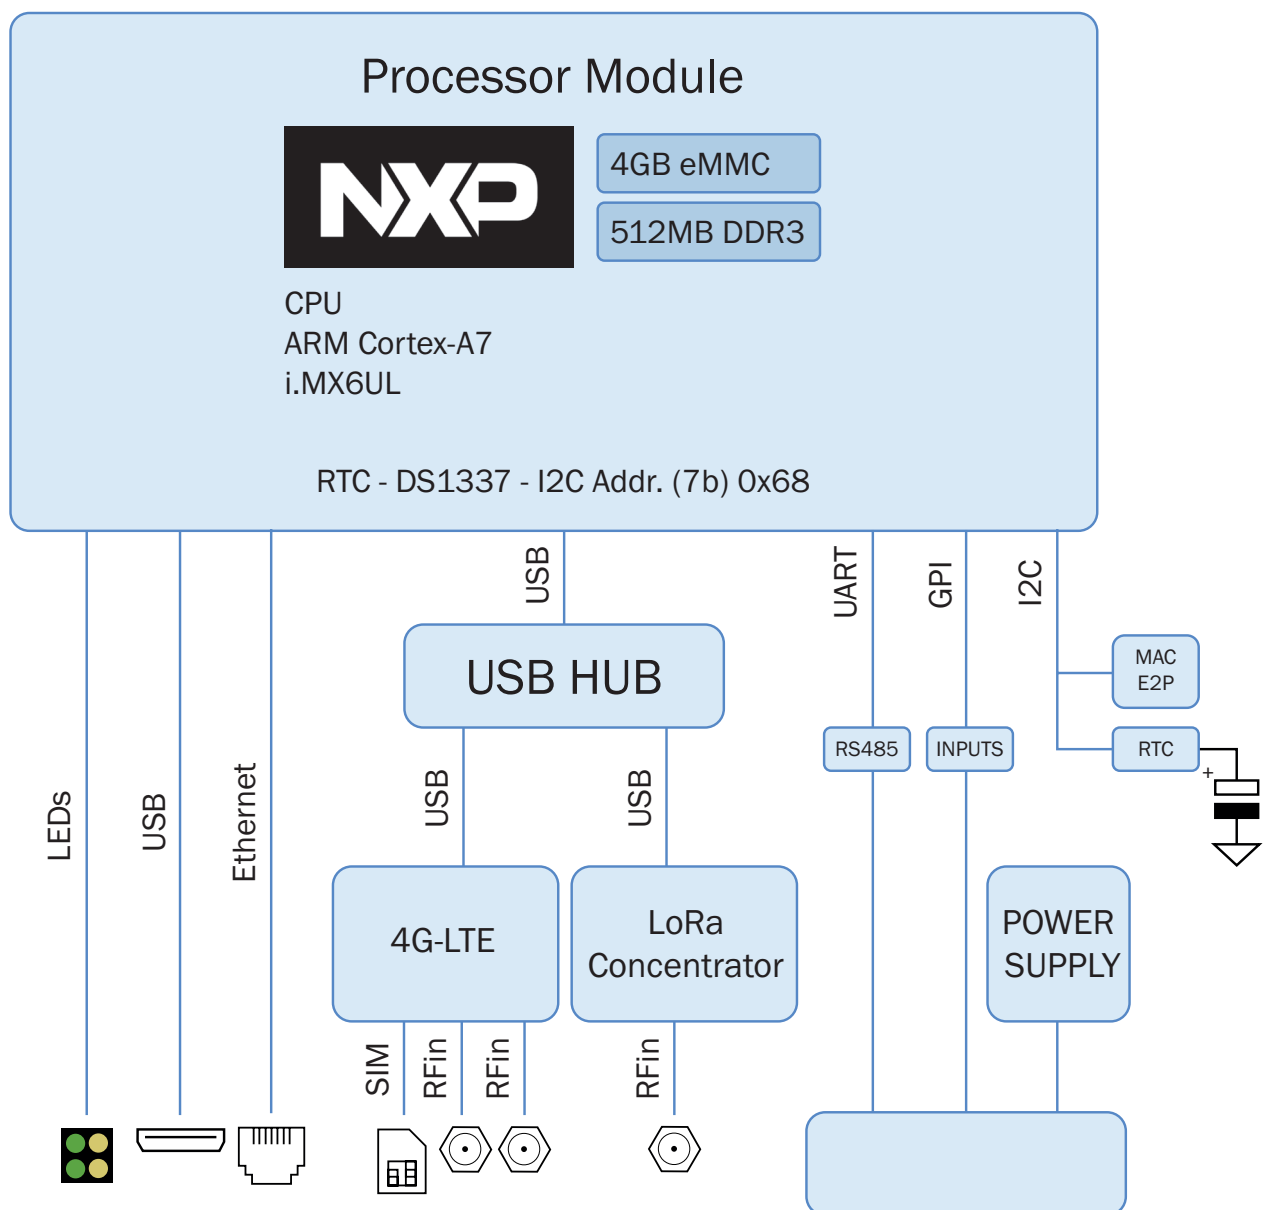 Processor Module
NXP
4GB eMMC
512MB DDR3
CPU
ARM Cortex-A7
i.MX6UL
RTC - DS1337 - I2C Addr. (7b) 0x68
USB
UART
GPI
I2C
USB HUB
MAC
E2P
RS485
INPUTS
RTC
+
LEDs
USB
Ethernet
USB
USB
4G-LTE
LoRa
Concentrator
POWER
SUPPLY
SIM
RFin
RFin
RFin